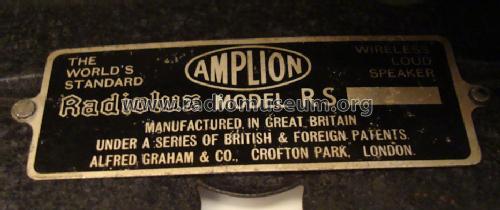 THE
WORLD'S
STANDARD
AMPLION
WIRELESS
LOUD
SPEAKER
Radiolux MODEL RS
www.radiomuseum.org
MANUFACTURED IN GREAT BRITAIN
UNDER A SERIES OF BRITISH & FOREIGN PATENTS.
ALFRED GRAHAM & CO., CROFTON PARK, LONDON.